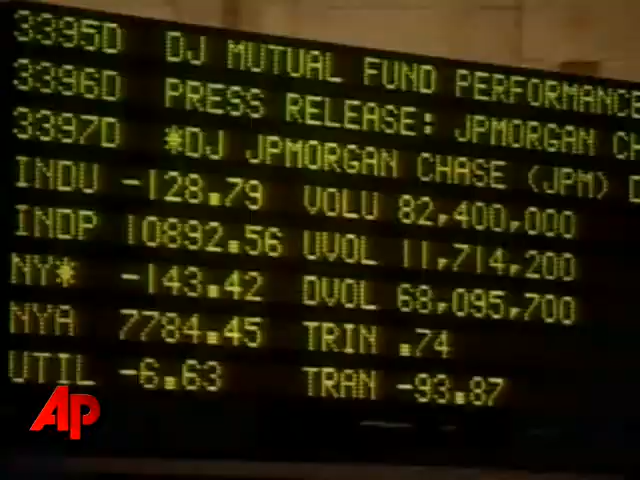 3395D DJ MUTUAL FUND PERFORMANCE
3396D PRESS RELEASE: JPMORGAN CH
3397D *DJ JPMORGAN CHASE (JPM) D
INDU -128.79 VOLU 82,400,000
INDP 10892.56 UVOL 11,714,200
NY* -143.42 DVOL 68,095,700
NYA 7784.45 TRIN .74
UTIL -6.63 TRAN -93.87
AP